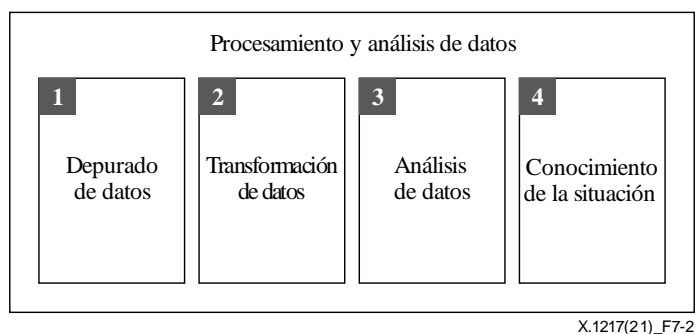 Procesamiento y análisis de datos
1
Depurado
de datos
2
Transformación
de datos
3
Análisis
de datos
4
Conocimiento
de la situación
X.1217(21)_F7-2